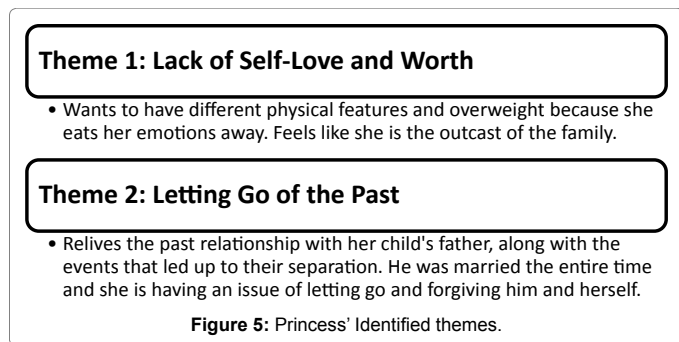 Theme 1: Lack of Self-Love and Worth
• Wants to have different physical features and overweight because she
eats her emotions away. Feels like she is the outcast of the family.
Theme 2: Letting Go of the Past
• Relives the past relationship with her child's father, along with the
events that led up to their separation. He was married the entire time
and she is having an issue of letting go and forgiving him and herself.
Figure 5: Princess’ Identified themes.